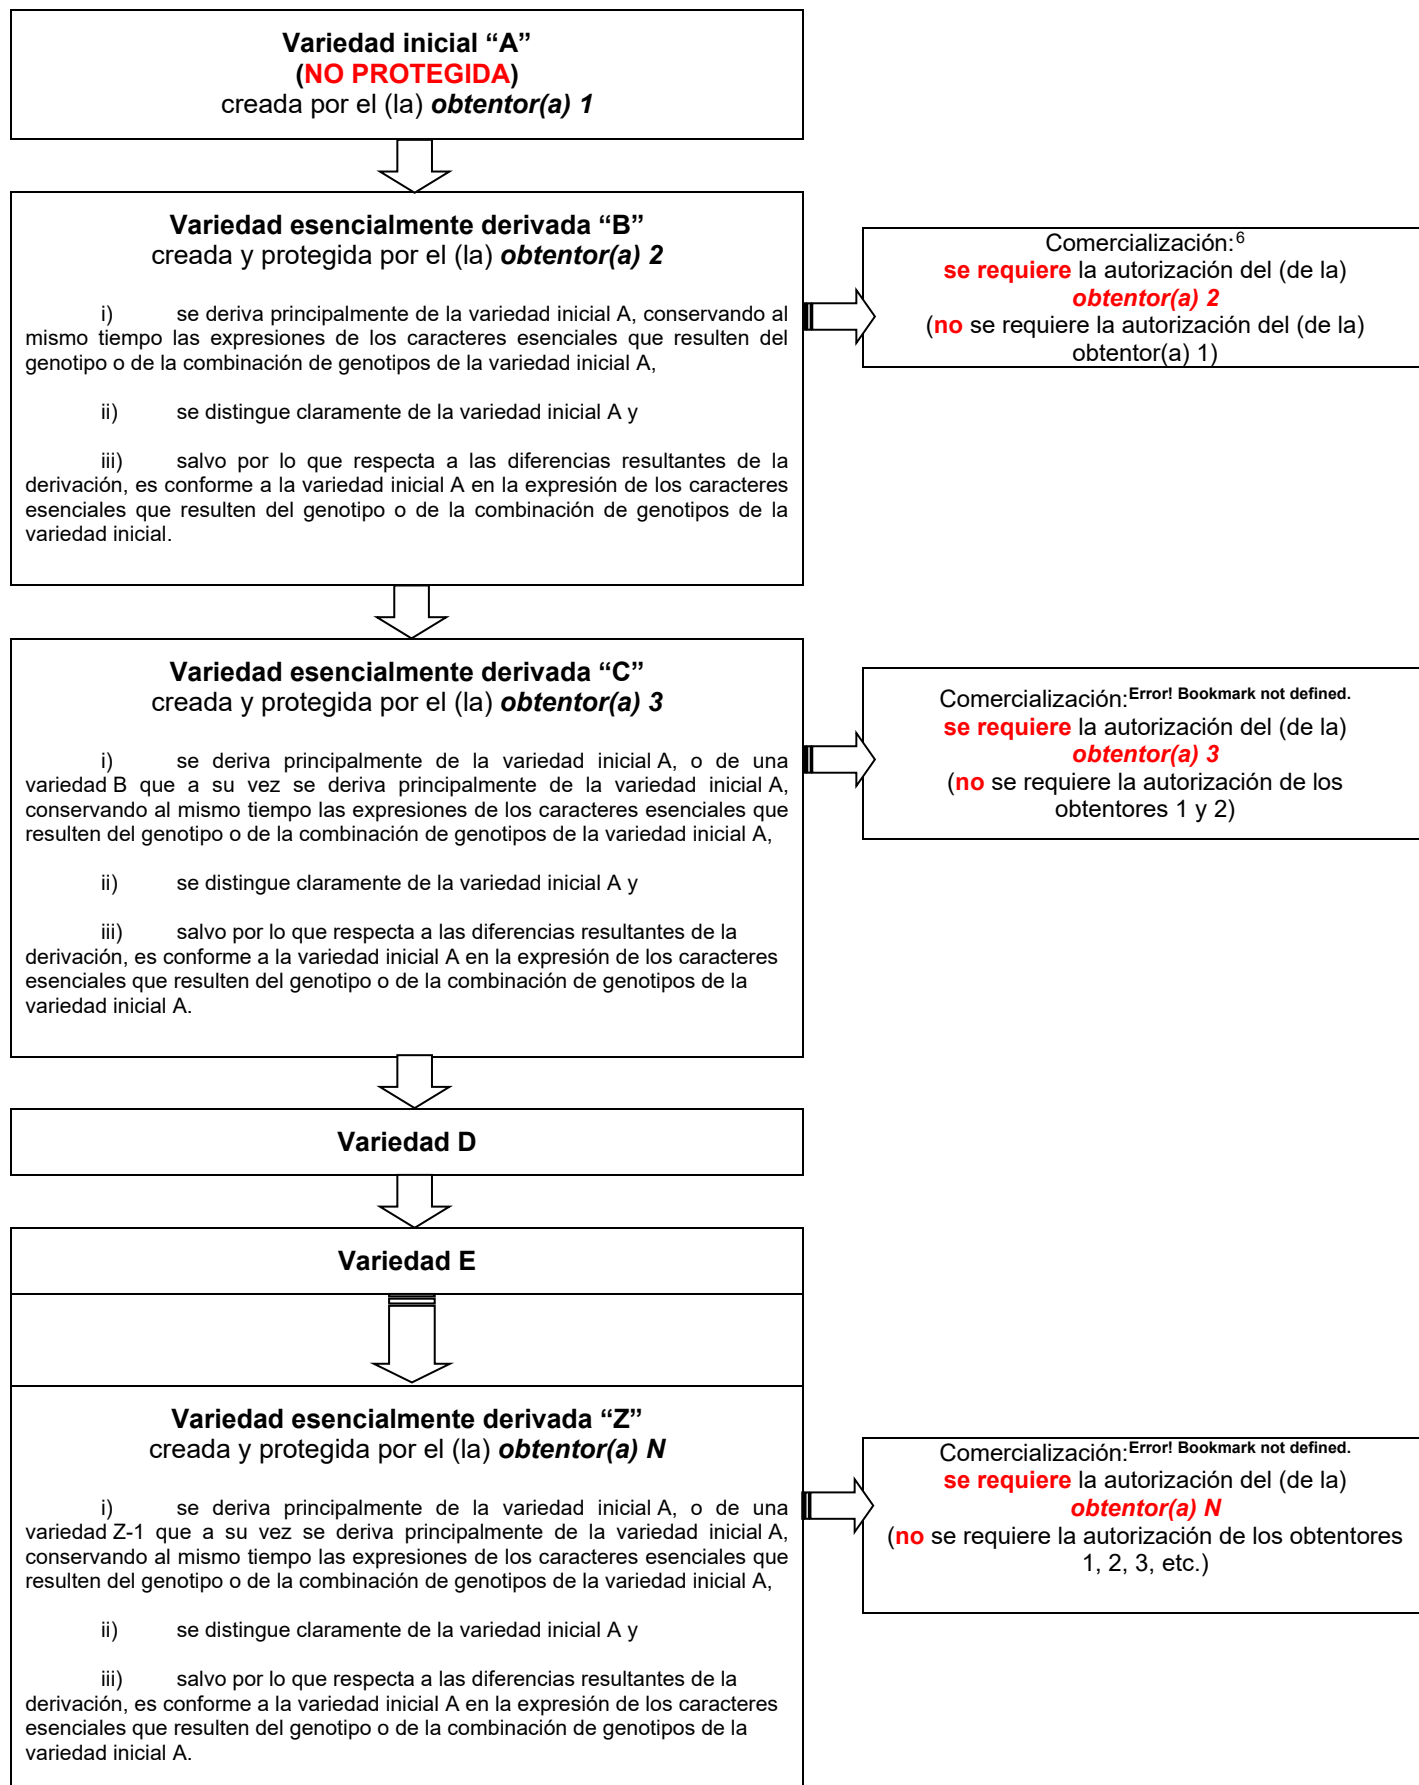 Variedad inicial “A”
(NO PROTEGIDA)
creada por el (la) obtentor(a) 1
Variedad esencialmente derivada “B”
creada y protegida por el (la) obtentor(a) 2
i) se deriva principalmente de la variedad inicial A, conservando al
mismo tiempo las expresiones de los caracteres esenciales que resulten del
genotipo o de la combinación de genotipos de la variedad inicial A,
ii) se distingue claramente de la variedad inicial A y
iii) salvo por lo que respecta a las diferencias resultantes de la
derivación, es conforme a la variedad inicial A en la expresión de los caracteres
esenciales que resulten del genotipo o de la combinación de genotipos de la
variedad inicial.
Comercialización:6
se requiere la autorización del (de la)
obtentor(a) 2
(no se requiere la autorización del (de la)
obtentor(a) 1)
Variedad esencialmente derivada “C”
creada y protegida por el (la) obtentor(a) 3
i) se deriva principalmente de la variedad inicial A, o de una
variedad B que a su vez se deriva principalmente de la variedad inicial A,
conservando al mismo tiempo las expresiones de los caracteres esenciales que
resulten del genotipo o de la combinación de genotipos de la variedad inicial A,
ii) se distingue claramente de la variedad inicial A y
iii) salvo por lo que respecta a las diferencias resultantes de la
derivación, es conforme a la variedad inicial A en la expresión de los caracteres
esenciales que resulten del genotipo o de la combinación de genotipos de la
variedad inicial A.
Comercialización:Error! Bookmark not defined.
se requiere la autorización del (de la)
obtentor(a) 3
(no se requiere la autorización de los
obtentores 1 y 2)
Variedad D
Variedad E
Variedad esencialmente derivada “Z”
creada y protegida por el (la) obtentor(a) N
i) se deriva principalmente de la variedad inicial A, o de una
variedad Z-1 que a su vez se deriva principalmente de la variedad inicial A,
conservando al mismo tiempo las expresiones de los caracteres esenciales que
resulten del genotipo o de la combinación de genotipos de la variedad inicial A,
ii) se distingue claramente de la variedad inicial A y
iii) salvo por lo que respecta a las diferencias resultantes de la
derivación, es conforme a la variedad inicial A en la expresión de los caracteres
esenciales que resulten del genotipo o de la combinación de genotipos de la
variedad inicial A.
Comercialización:Error! Bookmark not defined.
se requiere la autorización del (de la)
obtentor(a) N
(no se requiere la autorización de los obtentores
1, 2, 3, etc.)